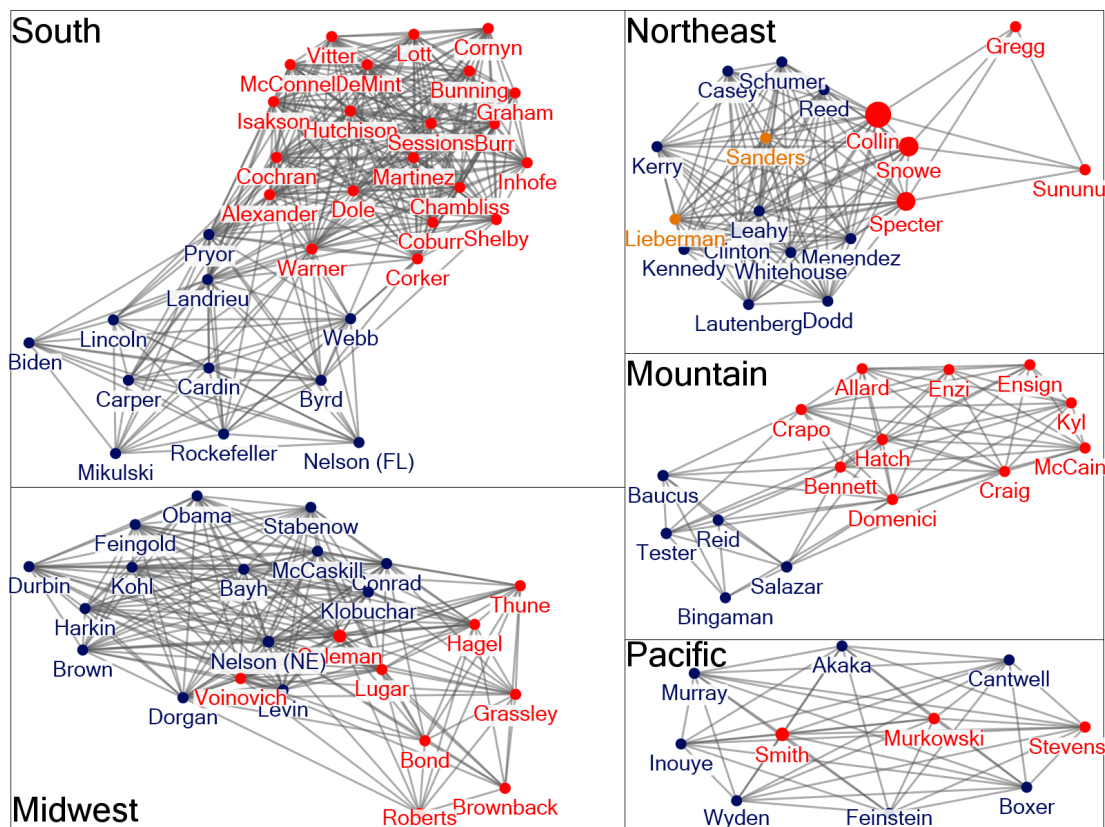 South
Vitter
Lott
Cornyn
McConnel
DeMint
Bunning
Isakson
Hutchison
Graham
Sessions
Burr
Cochran
Martinez
Inhofe
Alexander
Dole
Chambliss
Coburr
Shelby
Pryor
Warner
Corker
Landrieu
Lincoln
Webb
Biden
Carper
Cardin
Byrd
Mikulski
Rockefeller
Nelson (FL)
Northeast
Gregg
Casey
Schumer
Reed
Collin
Kerry
Sanders
Snowe
Sununu
Specter
Lieberman
Leahy
Kennedy
Clinton
Menendez
Whitehouse
Lautenberg
Dodd
Mountain
Allard
Enzi
Ensign
Crapo
Kyl
Hatch
McCain
Bennett
Craig
Baucus
Domenici
Reid
Tester
Salazar
Bingaman
Obama
Stabenow
Feingold
Durbin
Kohl
Bayh
McCaskill
Conrad
Klobuchar
Thune
Harkin
Hagel
Brown
Nelson (NE)
leman
Lugar
Voinovich
Levin
Dorgan
Grassley
Bond
Brownback
Roberts
Midwest
Pacific
Akaka
Cantwell
Murray
Murkowski
Stevens
Smith
Inouye
Wyden
Feinstein
Boxer